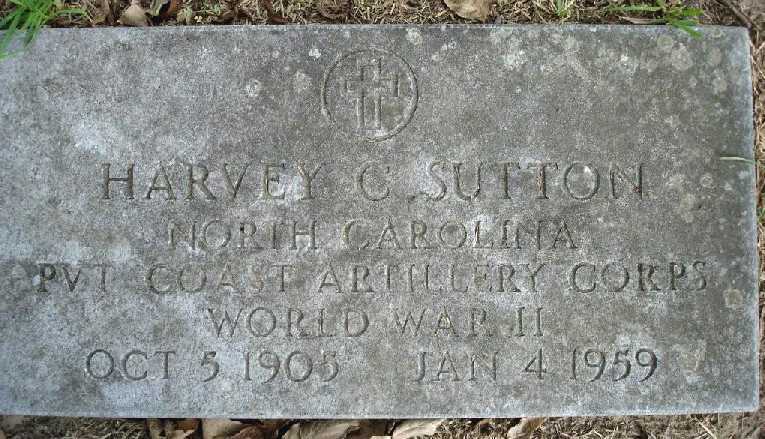 HARVEY C SUTTON
NORTH CAROLINA
PVT COAST ARTILLERY CORPS
WORLD WAR II
OCT 5 1905 JAN 4 1959